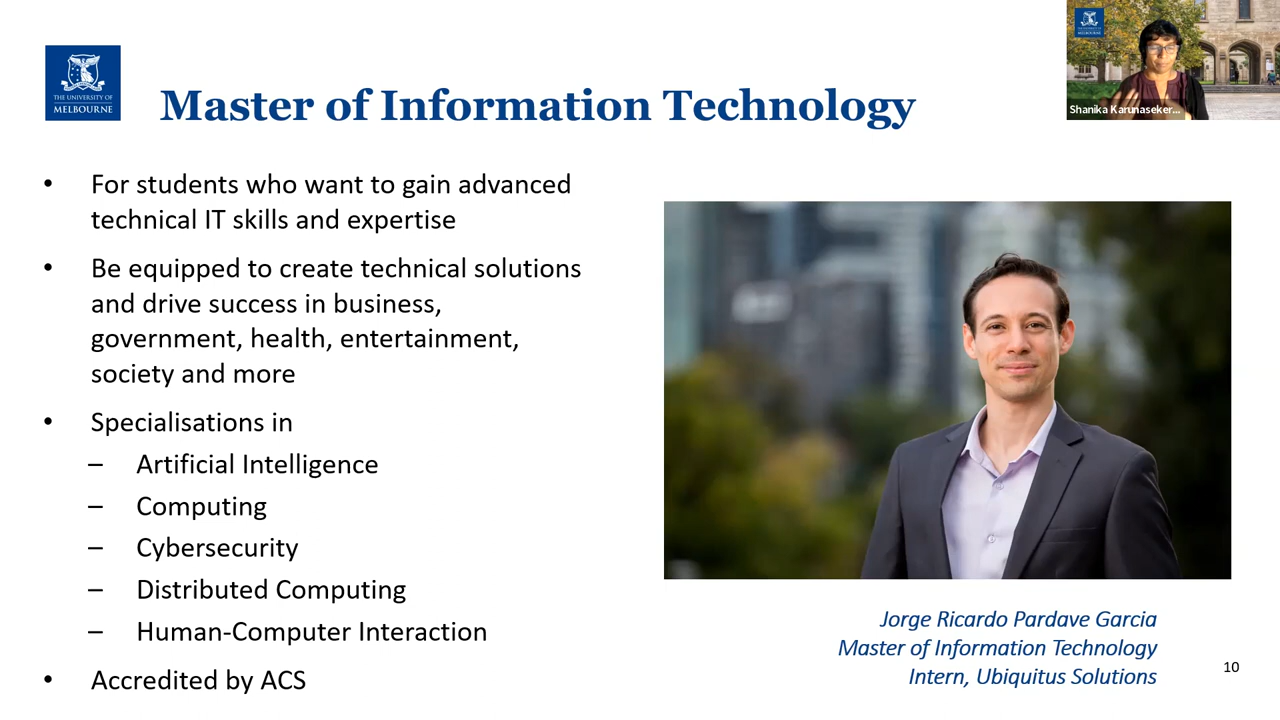 THE UNIVERSITY OF
MELBOURNE
Master of Information Technology
MELBOURNE
Shanika Karunaseker...
• For students who want to gain advanced
technical IT skills and expertise
• Be equipped to create technical solutions
and drive success in business,
government, health, entertainment,
society and more
• Specialisations in
– Artificial Intelligence
– Computing
– Cybersecurity
– Distributed Computing
– Human-Computer Interaction
• Accredited by ACS
Jorge Ricardo Pardave Garcia
Master of Information Technology
Intern, Ubiquitus Solutions
10